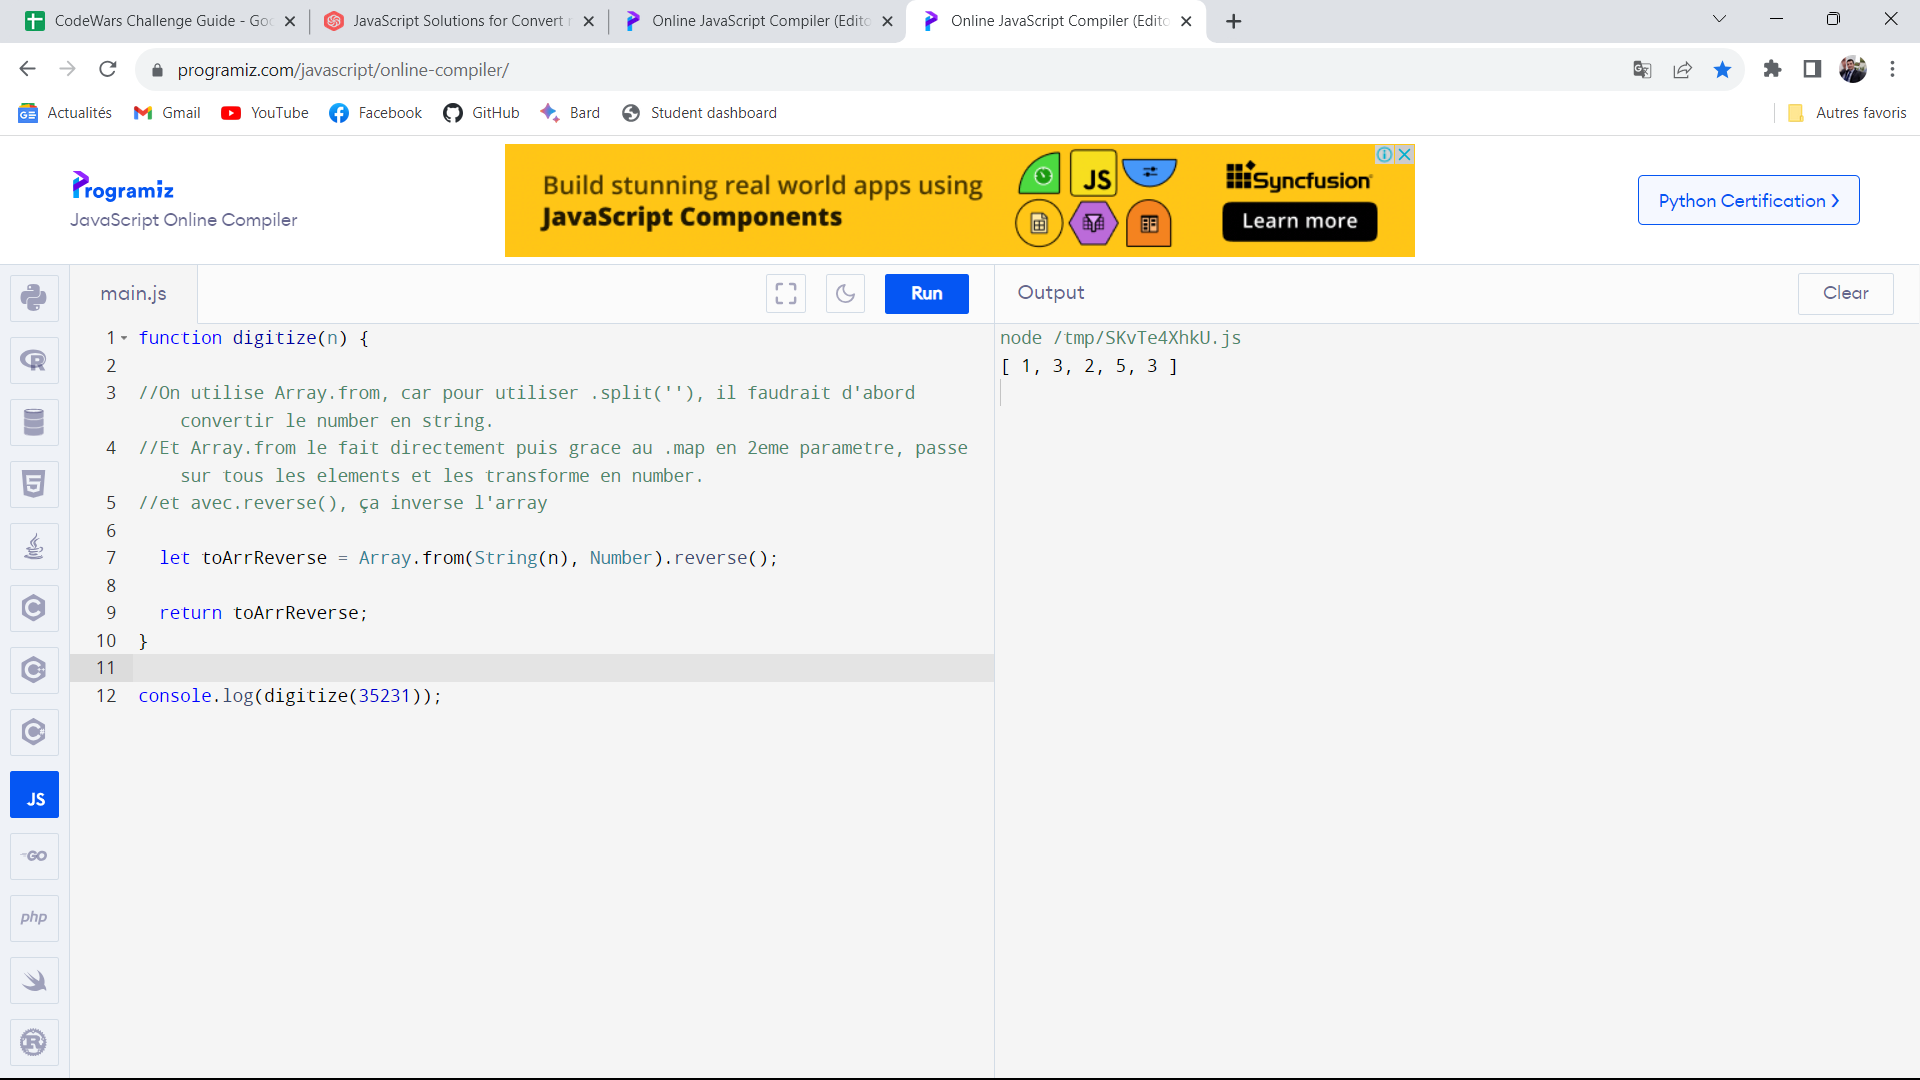 CodeWars Challenge Guide - Goo
JavaScript Solutions for Convert n
Online JavaScript Compiler (Edito
Online JavaScript Compiler (Edito
programiz.com/javascript/online-compiler/
Actualités
Gmail
YouTube
Facebook
GitHub
Bard
Student dashboard
Autres favoris
Programiz
JavaScript Online Compiler
Build stunning real world apps using
JavaScript Components
JS
Syncfusion
Learn more
Python Certification
main.js
Run
Output
Clear
1 function digitize(n) {
2
3 //On utilise Array.from, car pour utiliser .split(''), il faudrait d'abord
convertir le number en string.
4 //Et Array.from le fait directement puis grace au .map en 2eme parametre, passe
sur tous les elements et les transforme en number.
5 //et avec.reverse(), ça inverse l'array
6
7 let toArrReverse = Array.from(String(n), Number).reverse();
8
9 return toArrReverse;
10 }
11
12 console.log(digitize(35231));
node /tmp/SKvTe4XhkU.js
[ 1, 3, 2, 5, 3 ]
JS
GO
php